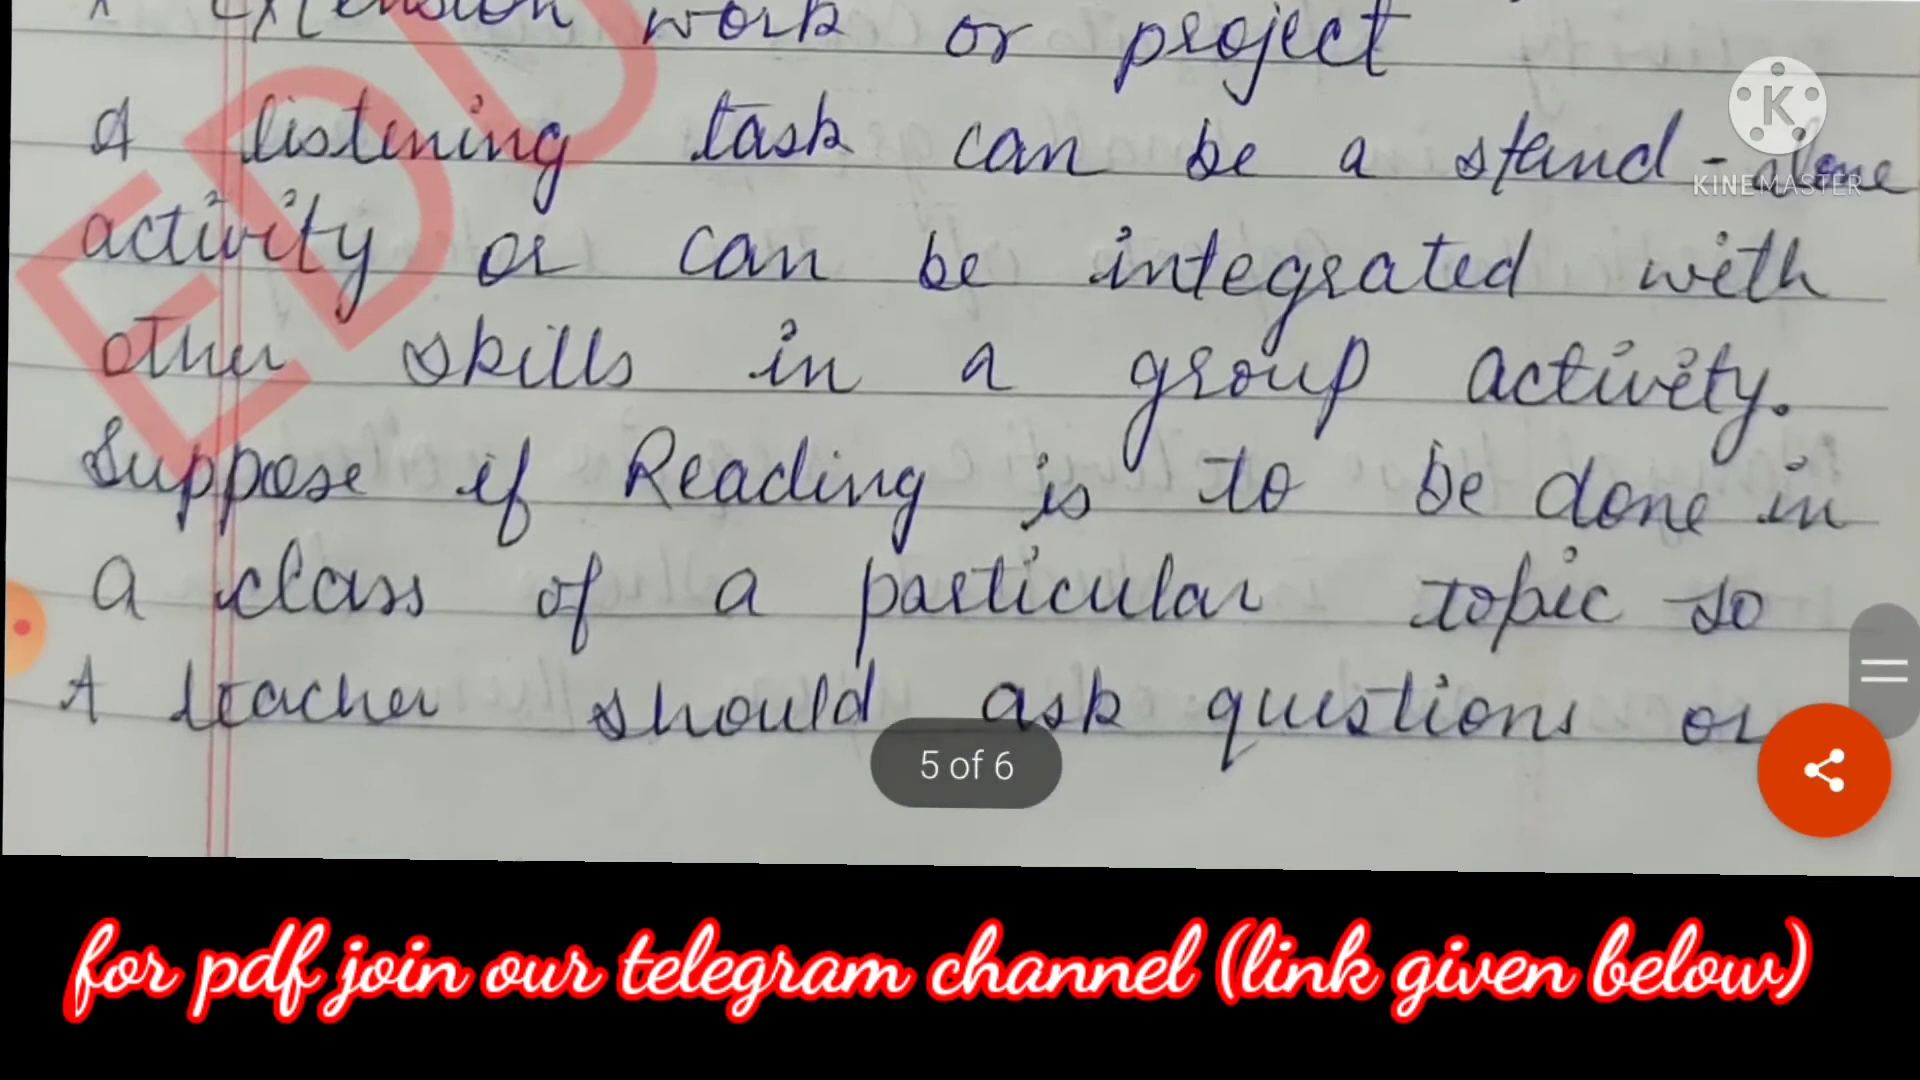 * Extension work or project
A listening task can be a stand-alone
activity or can be integrated with
other skills in a group activity.
Suppose if Reading is to be done in
a class of a particular topic so
A teacher should ask questions or
EDU
K
KINEMASTER
5 of 6
for pdf join our telegram channel (link given below)